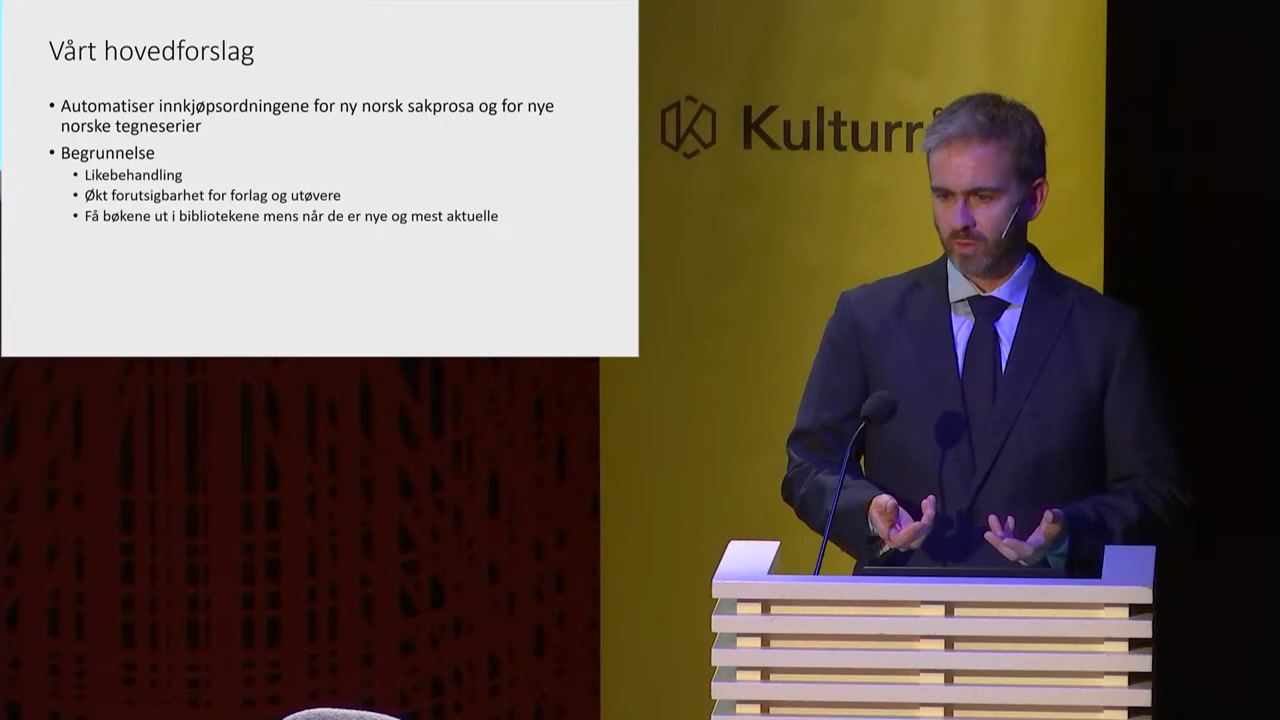 Vårt hovedforslag
• Automatiser innkjøpsordningene for ny norsk sakprosa og for nye
norske tegneserier
• Begrunnelse
• Likebehandling
• Økt forutsigbarhet for forlag og utøvere
• Få bøkene ut i bibliotekene mens når de er nye og mest aktuelle
Kulturr